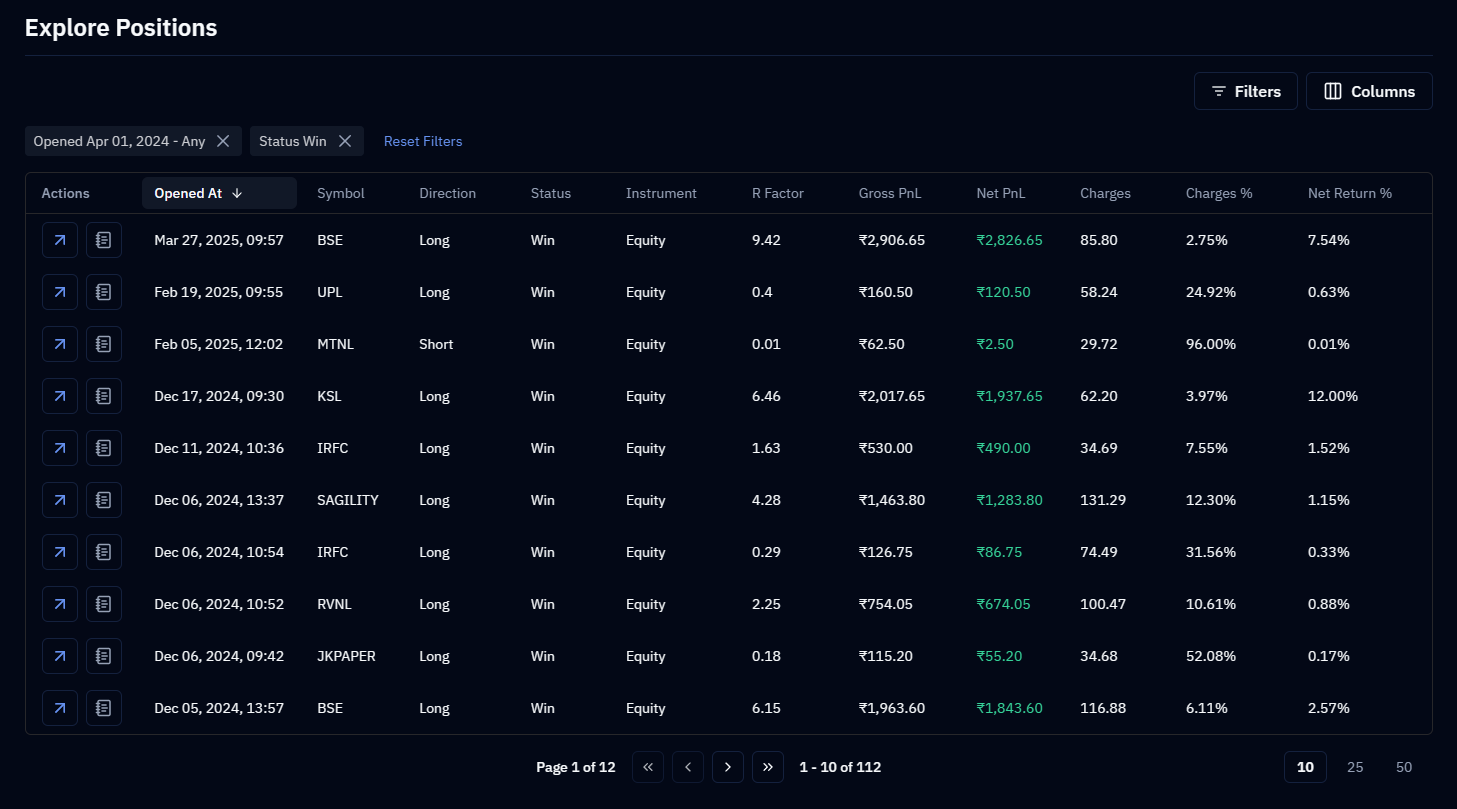 Explore Positions
Filters Columns
Opened Apr 01, 2024 - Any Status Win Reset Filters
Actions Opened At Symbol Direction Status Instrument R Factor Gross PnL Net PnL Charges Charges % Net Return %
Mar 27, 2025, 09:57 BSE Long Win Equity 9.42 ₹2,906.65 ₹2,826.65 85.80 2.75% 7.54%
Feb 19, 2025, 09:55 UPL Long Win Equity 0.4 ₹160.50 ₹120.50 58.24 24.92% 0.63%
Feb 05, 2025, 12:02 MTNL Short Win Equity 0.01 ₹62.50 ₹2.50 29.72 96.00% 0.01%
Dec 17, 2024, 09:30 KSL Long Win Equity 6.46 ₹2,017.65 ₹1,937.65 62.20 3.97% 12.00%
Dec 11, 2024, 10:36 IRFC Long Win Equity 1.63 ₹530.00 ₹490.00 34.69 7.55% 1.52%
Dec 06, 2024, 13:37 SAGILITY Long Win Equity 4.28 ₹1,463.80 ₹1,283.80 131.29 12.30% 1.15%
Dec 06, 2024, 10:54 IRFC Long Win Equity 0.29 ₹126.75 ₹86.75 74.49 31.56% 0.33%
Dec 06, 2024, 10:52 RVNL Long Win Equity 2.25 ₹754.05 ₹674.05 100.47 10.61% 0.88%
Dec 06, 2024, 09:42 JKPAPER Long Win Equity 0.18 ₹115.20 ₹55.20 34.68 52.08% 0.17%
Dec 05, 2024, 13:57 BSE Long Win Equity 6.15 ₹1,963.60 ₹1,843.60 116.88 6.11% 2.57%
Page 1 of 12 1 - 10 of 112 10 25 50